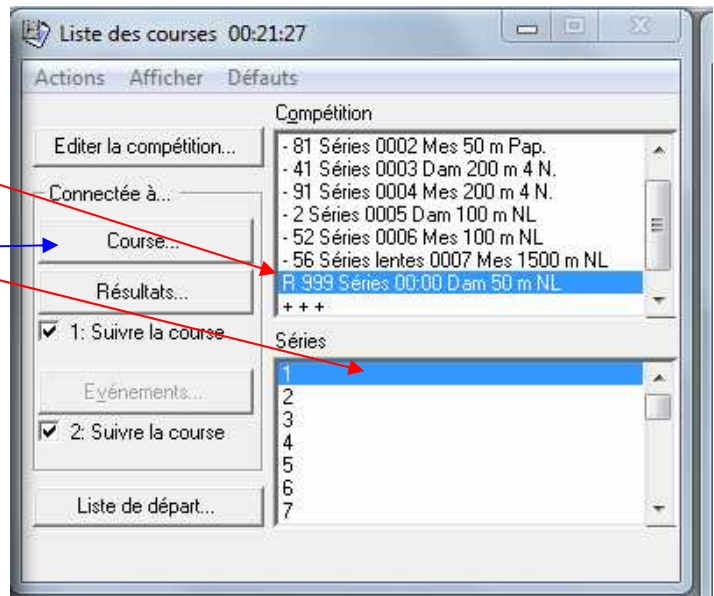 Liste des courses 00:21:27
Actions Afficher Défauts
Compétition
Editer la compétition...
- 81 Séries 0002 Mes 50 m Pap.
- 41 Séries 0003 Dam 200 m 4 N.
- 91 Séries 0004 Mes 200 m 4 N.
- 2 Séries 0005 Dam 100 m NL
- 52 Séries 0006 Mes 100 m NL
- 56 Séries lentes 0007 Mes 1500 m NL
R 999 Séries 00:00 Dam 50 m NL
+ + +
Connectée à...
Course...
Résultats...
1: Suivre la course
Evénements...
2: Suivre la course
Liste de départ...
Séries
1
2
3
4
5
6
7